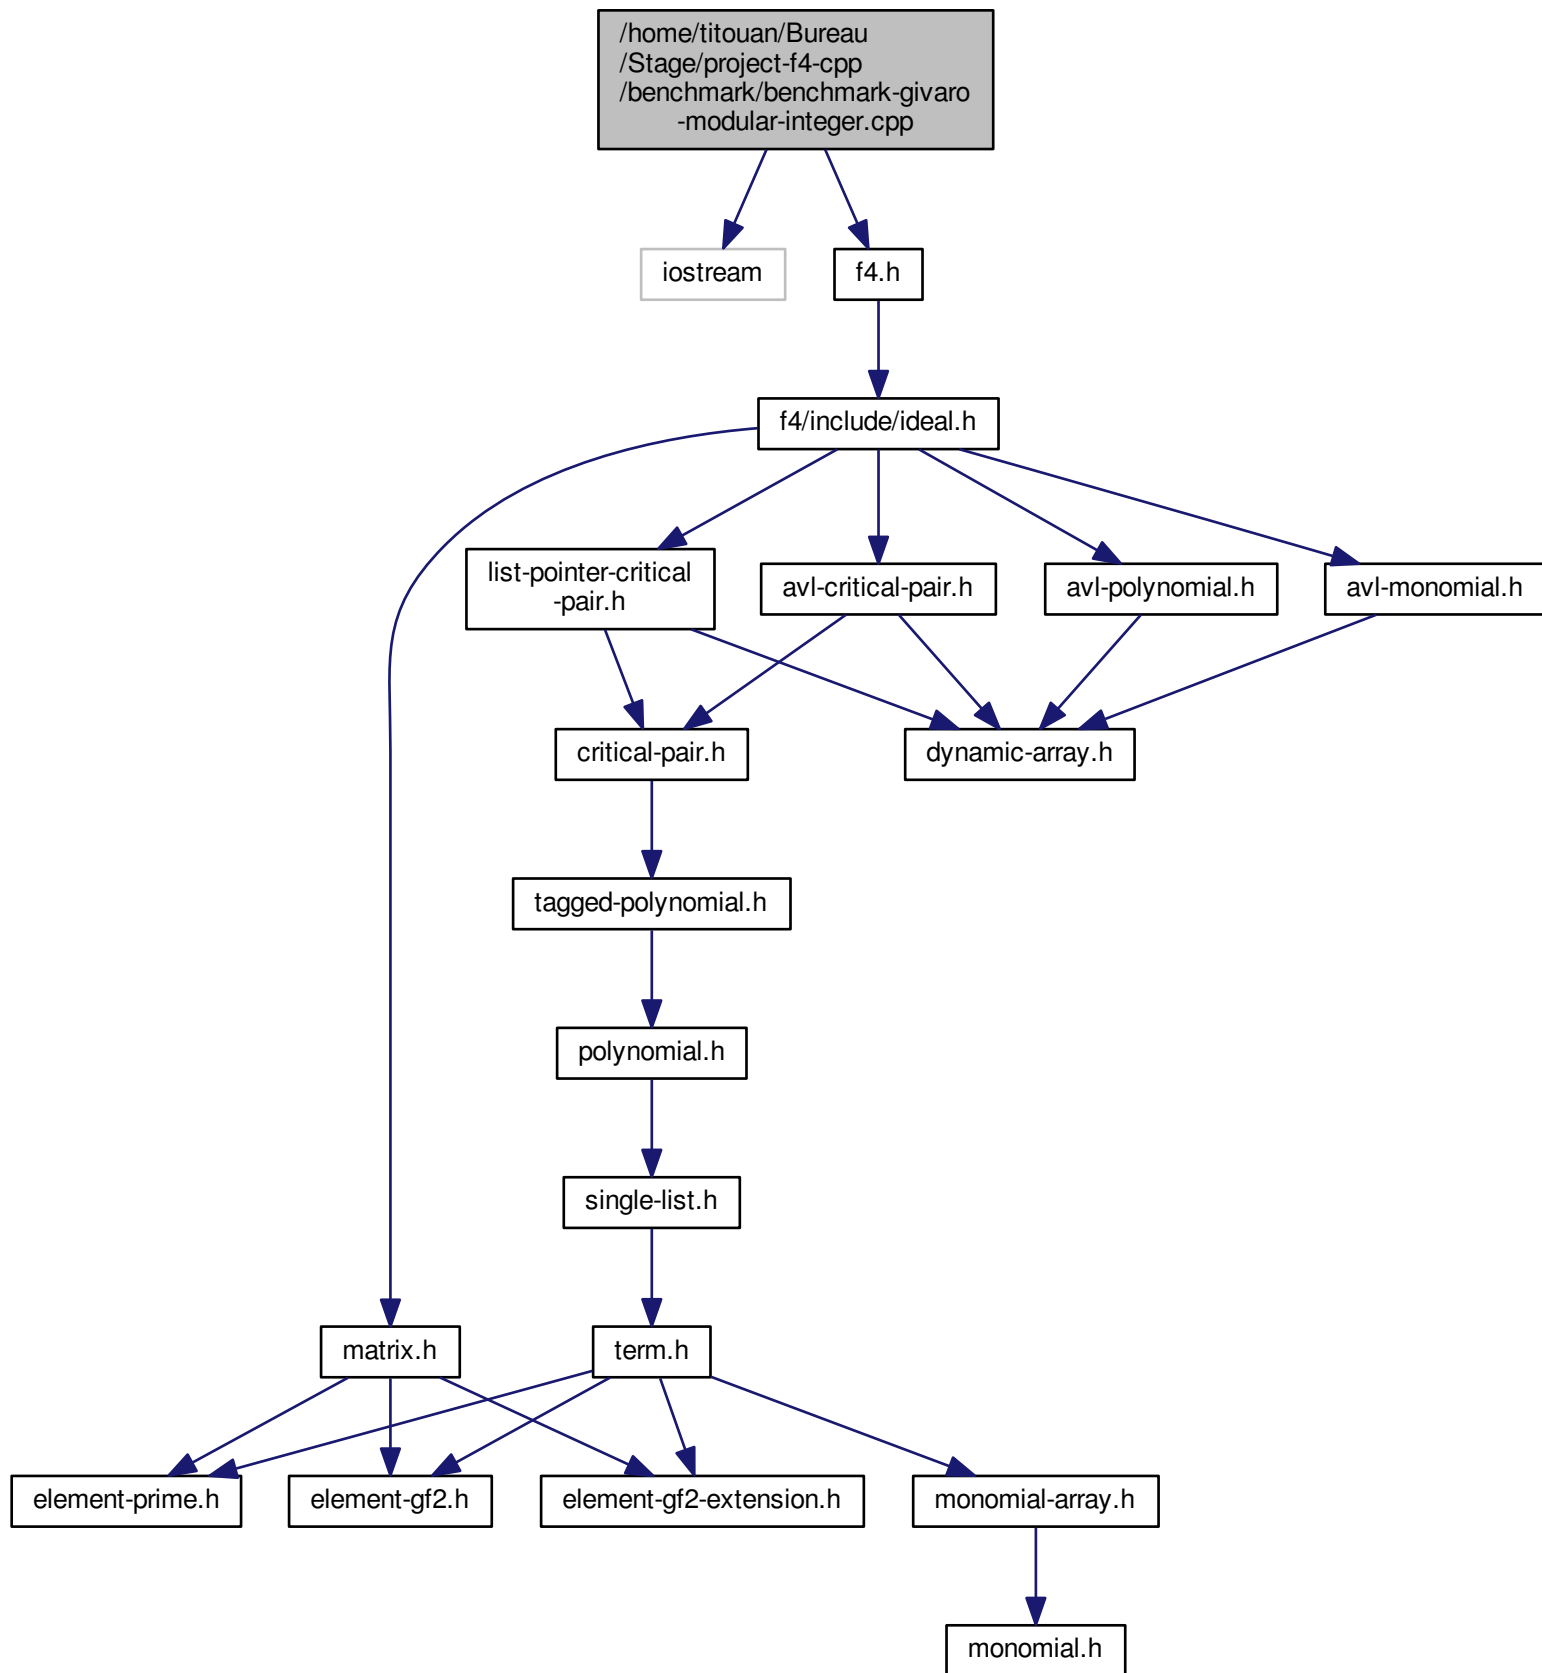 /home/titouan/Bureau
/Stage/project-f4-cpp
/benchmark/benchmark-givaro
-modular-integer.cpp
iostream
f4.h
f4/include/ideal.h
list-pointer-critical
-pair.h
avl-critical-pair.h
avl-polynomial.h
avl-monomial.h
critical-pair.h
dynamic-array.h
tagged-polynomial.h
polynomial.h
single-list.h
matrix.h
term.h
element-prime.h
element-gf2.h
element-gf2-extension.h
monomial-array.h
monomial.h